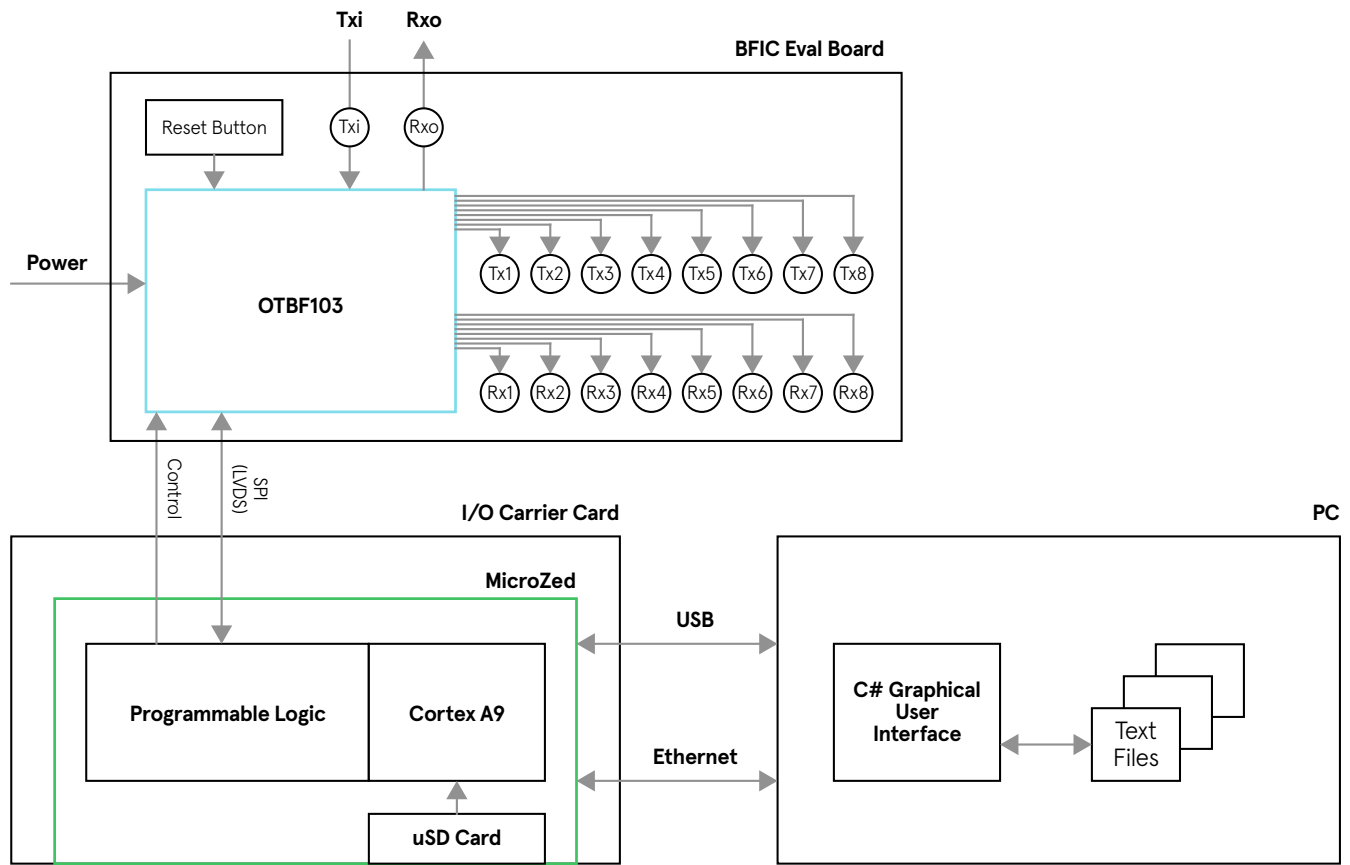 Txi Rxo
BFIC Eval Board
Reset Button
Txi
Rxo
Power
OTBF103
Tx1 Tx2 Tx3 Tx4 Tx5 Tx6 Tx7 Tx8
Rx1 Rx2 Rx3 Rx4 Rx5 Rx6 Rx7 Rx8
Control
SPI
(LVDS)
I/O Carrier Card
MicroZed
Programmable Logic
Cortex A9
uSD Card
USB
Ethernet
PC
C# Graphical
User
Interface
Text
Files